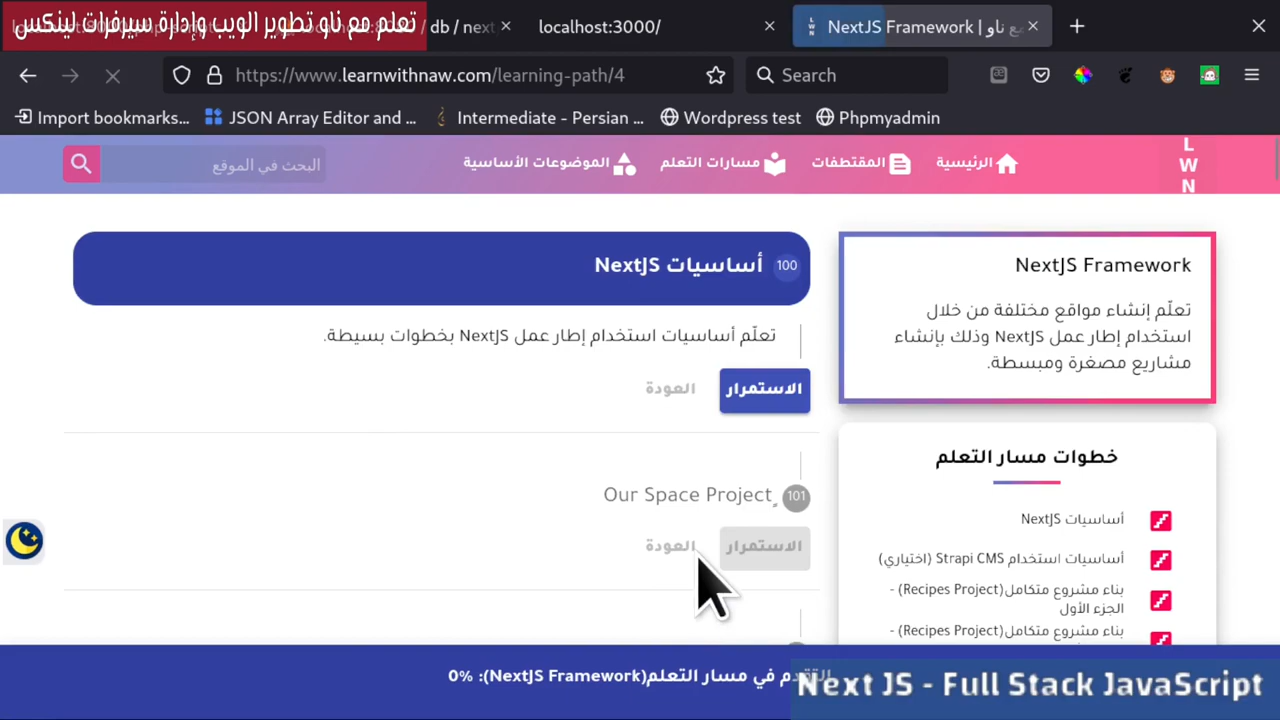 تعلم مع ناو تطوير الويب وإدارة سيرفرات لينكس
/ db / next
localhost:3000/
NextJS Framework | مع ناو
https://www.learnwithnaw.com/learning-path/4
Search
Import bookmarks...
JSON Array Editor and ...
Intermediate - Persian ...
Wordpress test
Phpmyadmin
LWN
الرئيسية
المقتطفات
مسارات التعلم
الموضوعات الأساسية
البحث في الموقع
NextJS Framework
تعلّم إنشاء مواقع مختلفة من خلال
استخدام إطار عمل NextJS وذلك بإنشاء
مشاريع مصغرة ومبسطة.
خطوات مسار التعلم
أساسيات NextJS
أساسيات استخدام Strapi CMS (اختياري)
بناء مشروع متكامل(Recipes Project) -
الجزء الأول
بناء مشروع متكامل(Recipes Project) -
100 أساسيات NextJS
تعلّم أساسيات استخدام إطار عمل NextJS بخطوات بسيطة.
الاستمرار
العودة
101 Our Space Project
الاستمرار
العودة
التقدم في مسار التعلم(NextJS Framework): 0%
Next JS - Full Stack JavaScript